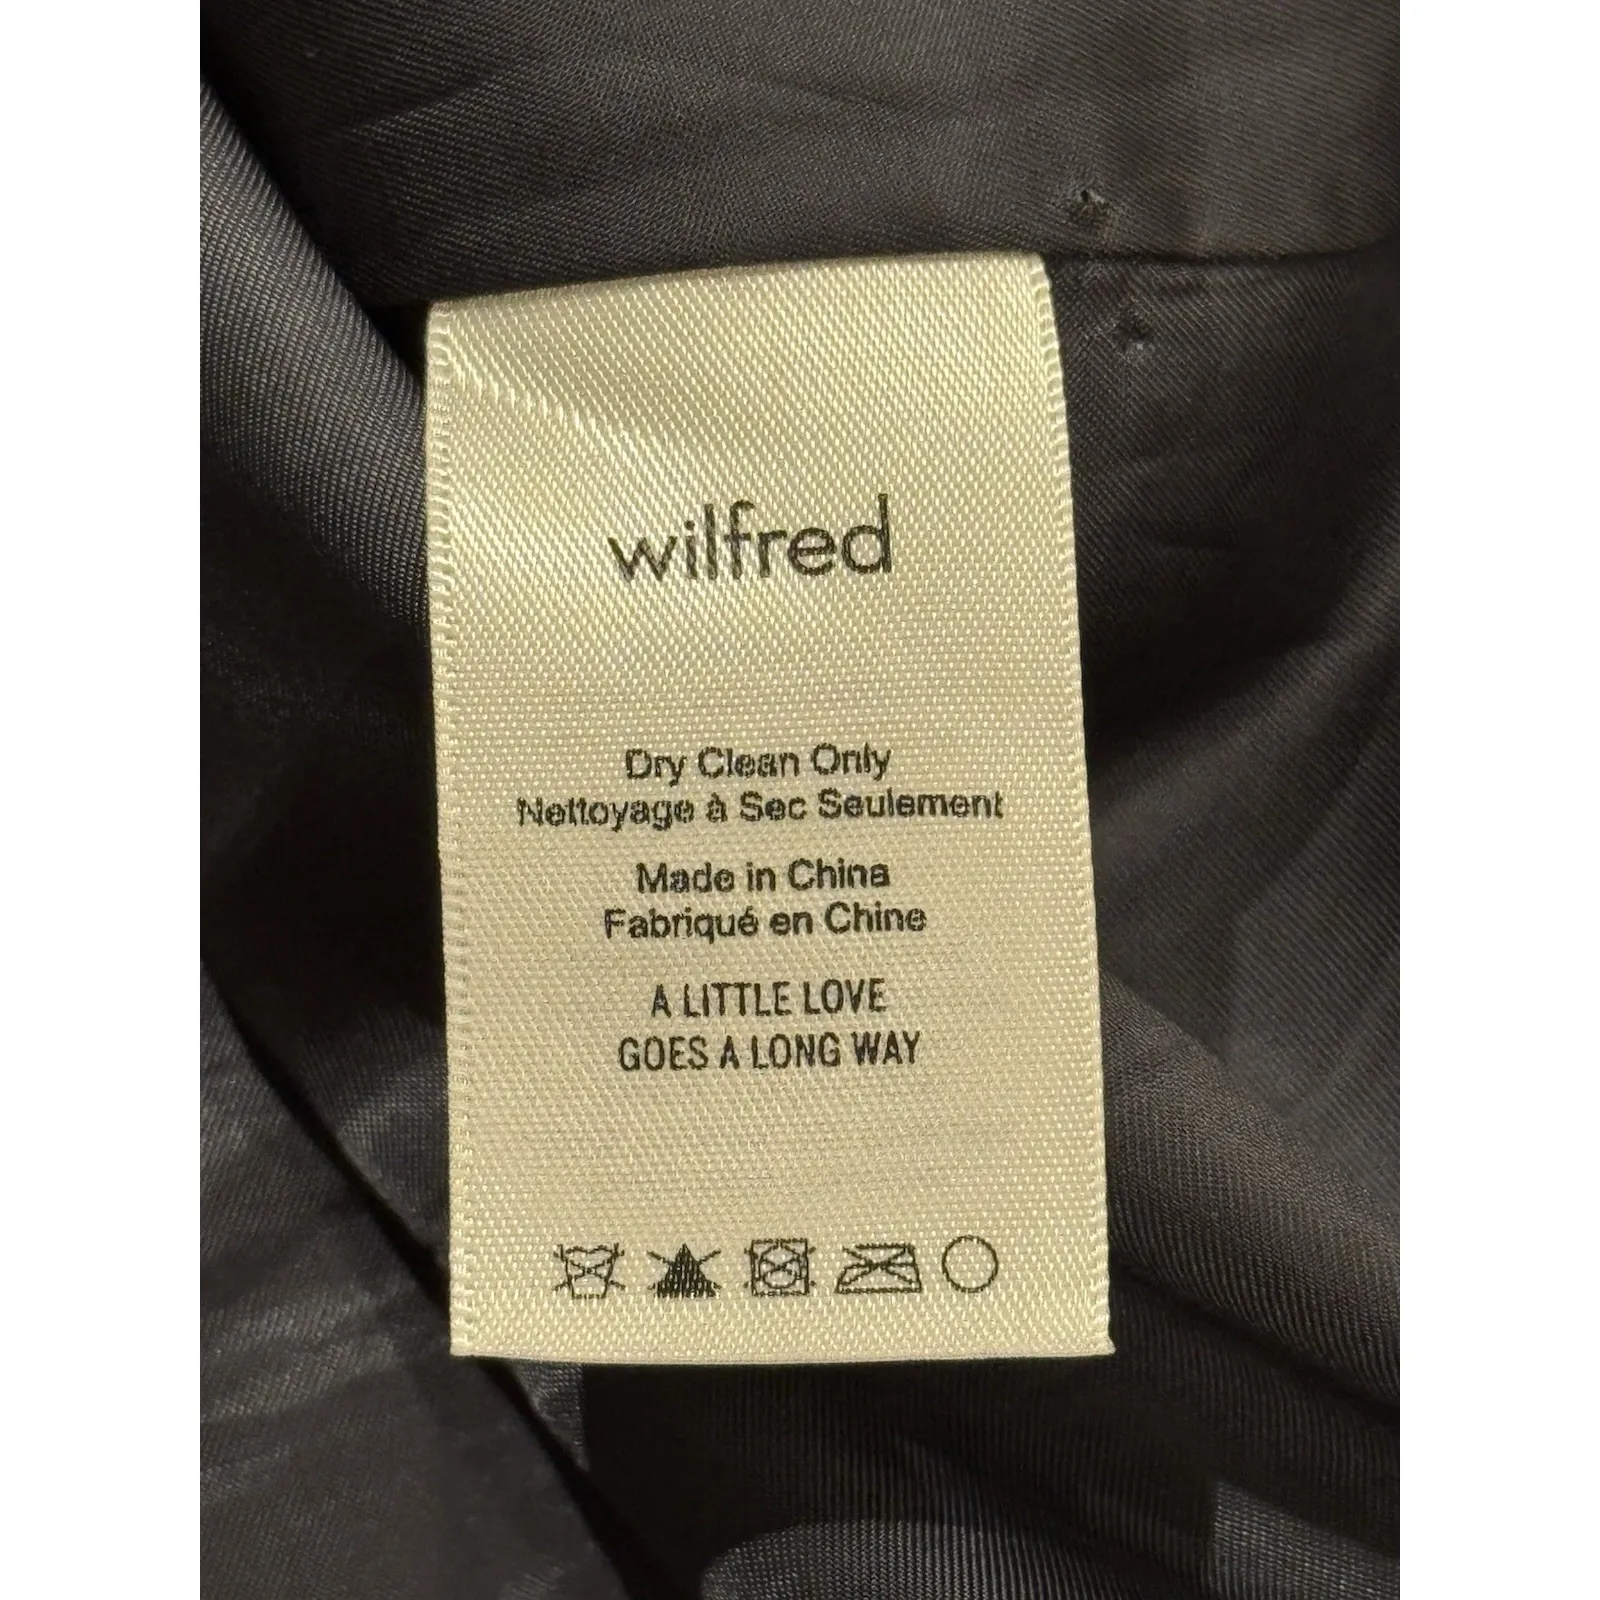 wilfred
Dry Clean Only
Nettoyage à Sec Seulement
Made in China
Fabriqué en Chine
A LITTLE LOVE
GOES A LONG WAY